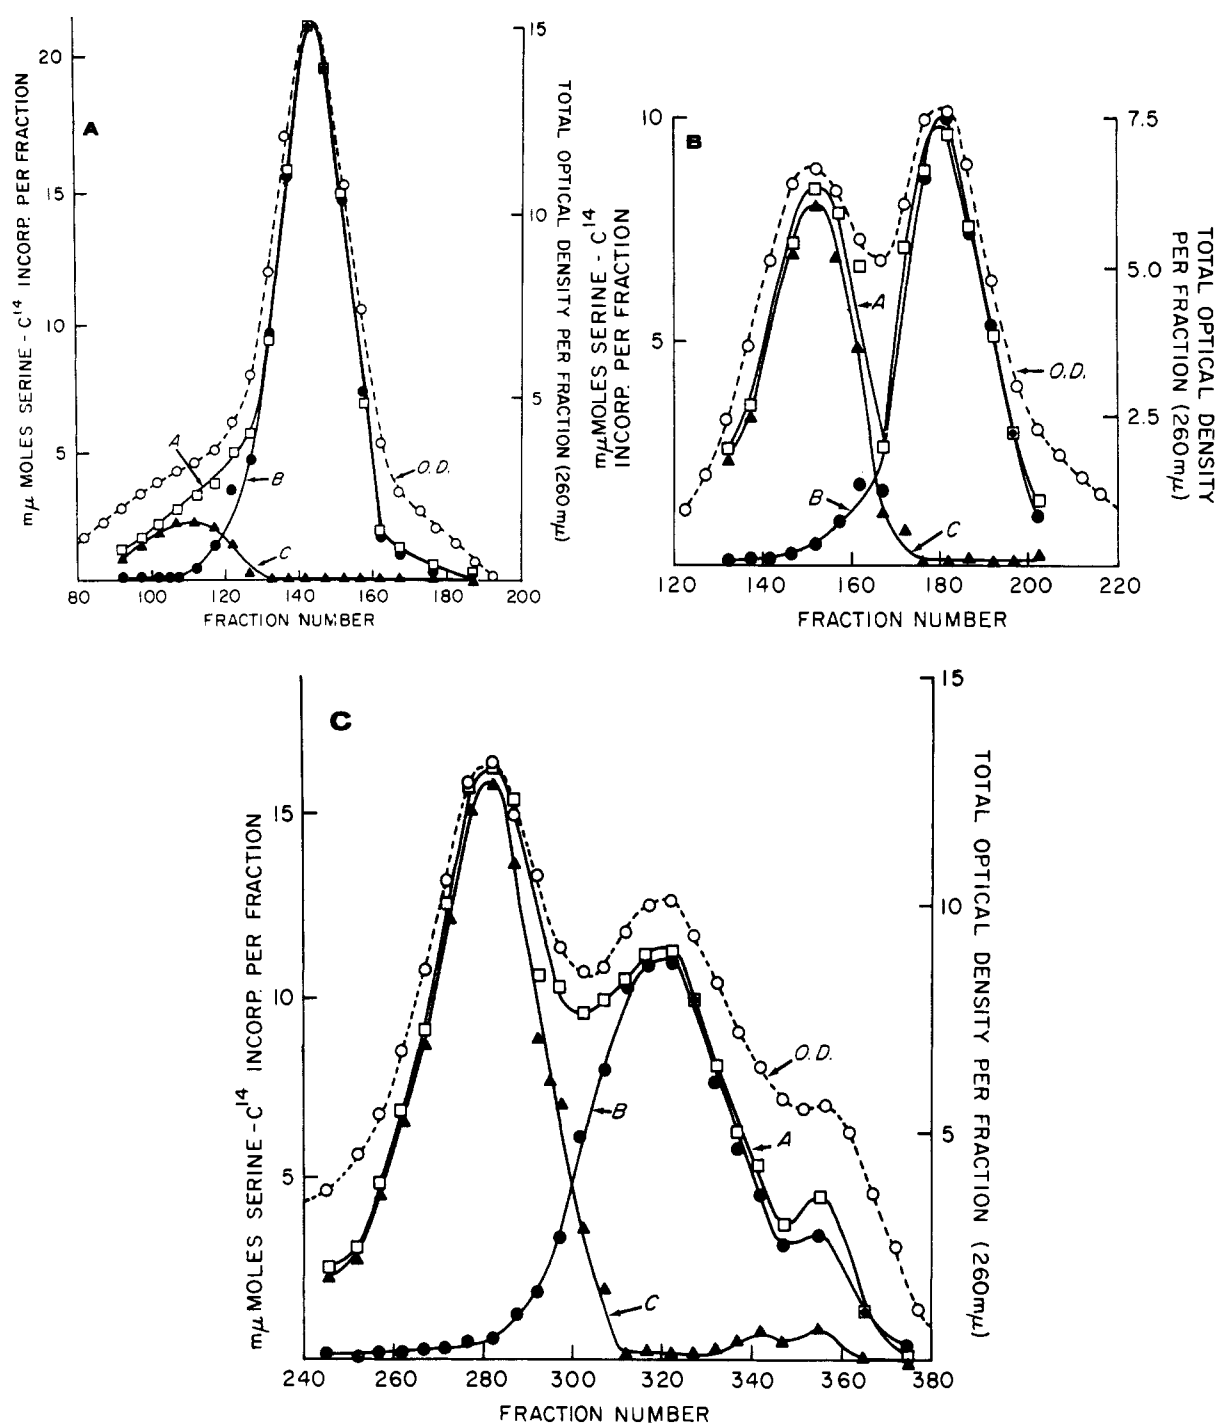 A
20
15
10
5
mμ MOLES SERINE - C14 INCORP. PER FRACTION
15
10
5
TOTAL OPTICAL DENSITY PER FRACTION (260mμ)
A
B
C
O.D.
80 100 120 140 160 180 200
FRACTION NUMBER
B
10
5
mμMOLES SERINE - C14
INCORP. PER FRACTION
7.5
5.0
2.5
TOTAL OPTICAL DENSITY
PER FRACTION (260mμ)
A
O.D.
B
C
120 140 160 180 200 220
FRACTION NUMBER
C
15
10
5
mμMOLES SERINE - C14 INCORP. PER FRACTION
15
10
5
TOTAL OPTICAL DENSITY PER FRACTION (260mμ)
O.D.
B
A
C
240 260 280 300 320 340 360 380
FRACTION NUMBER